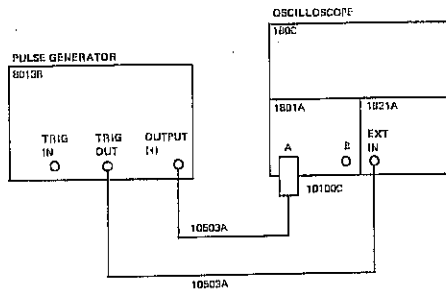 OSCILLOSCOPE
180C
PULSE GENERATOR
8013B
1801A
1821A
TRIG IN
TRIG OUT
OUTPUT (+)
A
B
EXT IN
10100C
10503A
10503A